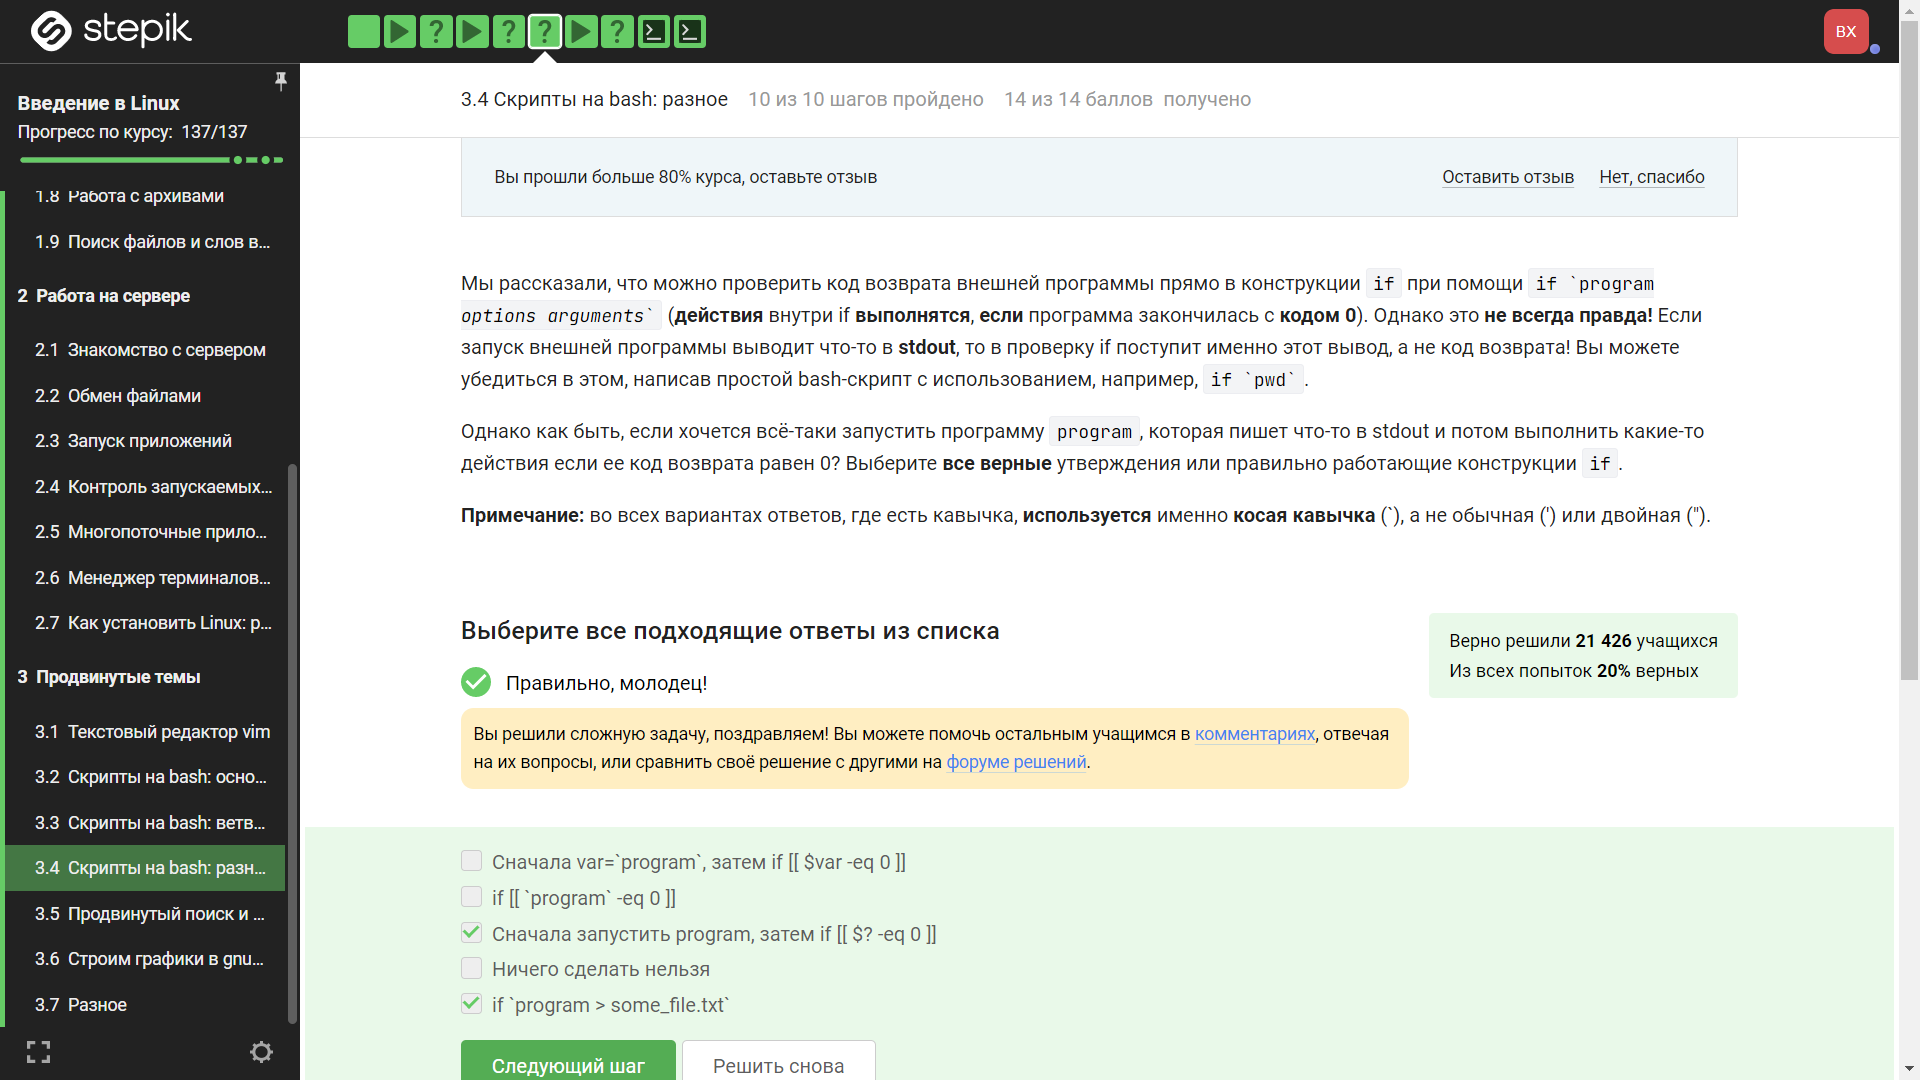 stepik
BX
Введение в Linux
Прогресс по курсу: 137/137
1.8 Работа с архивами
1.9 Поиск файлов и слов в...
2 Работа на сервере
2.1 Знакомство с сервером
2.2 Обмен файлами
2.3 Запуск приложений
2.4 Контроль запускаемых...
2.5 Многопоточные прило...
2.6 Менеджер терминалов...
2.7 Как установить Linux: р...
3 Продвинутые темы
3.1 Текстовый редактор vim
3.2 Скрипты на bash: осно...
3.3 Скрипты на bash: ветв...
3.4 Скрипты на bash: разн...
3.5 Продвинутый поиск и ...
3.6 Строим графики в gnu...
3.7 Разное
3.4 Скрипты на bash: разное 10 из 10 шагов пройдено 14 из 14 баллов получено
Вы прошли больше 80% курса, оставьте отзыв Оставить отзыв Нет, спасибо
Мы рассказали, что можно проверить код возврата внешней программы прямо в конструкции if при помощи if `program
options arguments` (действия внутри if выполнятся, если программа закончилась с кодом 0). Однако это не всегда правда! Если
запуск внешней программы выводит что-то в stdout, то в проверку if поступит именно этот вывод, а не код возврата! Вы можете
убедиться в этом, написав простой bash-скрипт с использованием, например, if `pwd`.
Однако как быть, если хочется всё-таки запустить программу program, которая пишет что-то в stdout и потом выполнить какие-то
действия если ее код возврата равен 0? Выберите все верные утверждения или правильно работающие конструкции if.
Примечание: во всех вариантах ответов, где есть кавычка, используется именно косая кавычка (`), а не обычная (') или двойная (").
Выберите все подходящие ответы из списка
Верно решили 21 426 учащихся
Из всех попыток 20% верных
Правильно, молодец!
Вы решили сложную задачу, поздравляем! Вы можете помочь остальным учащимся в комментариях, отвечая
на их вопросы, или сравнить своё решение с другими на форуме решений.
Сначала var=`program`, затем if [[ $var -eq 0 ]]
if [[ `program` -eq 0 ]]
Сначала запустить program, затем if [[ $? -eq 0 ]]
Ничего сделать нельзя
if `program > some_file.txt`
Следующий шаг Решить снова